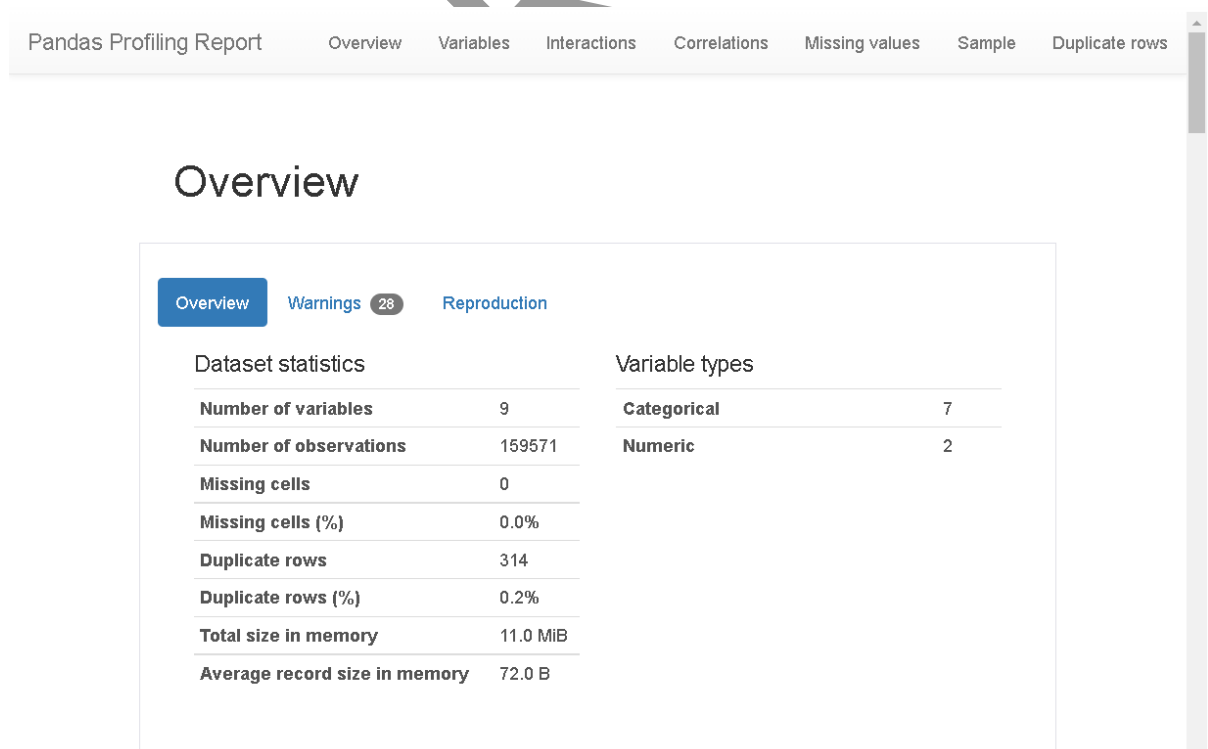 Pandas Profiling Report Overview Variables Interactions Correlations Missing values Sample Duplicate rows
Overview
Overview Warnings 28 Reproduction
Dataset statistics
Number of variables 9
Number of observations 159571
Missing cells 0
Missing cells (%) 0.0%
Duplicate rows 314
Duplicate rows (%) 0.2%
Total size in memory 11.0 MiB
Average record size in memory 72.0 B
Variable types
Categorical 7
Numeric 2